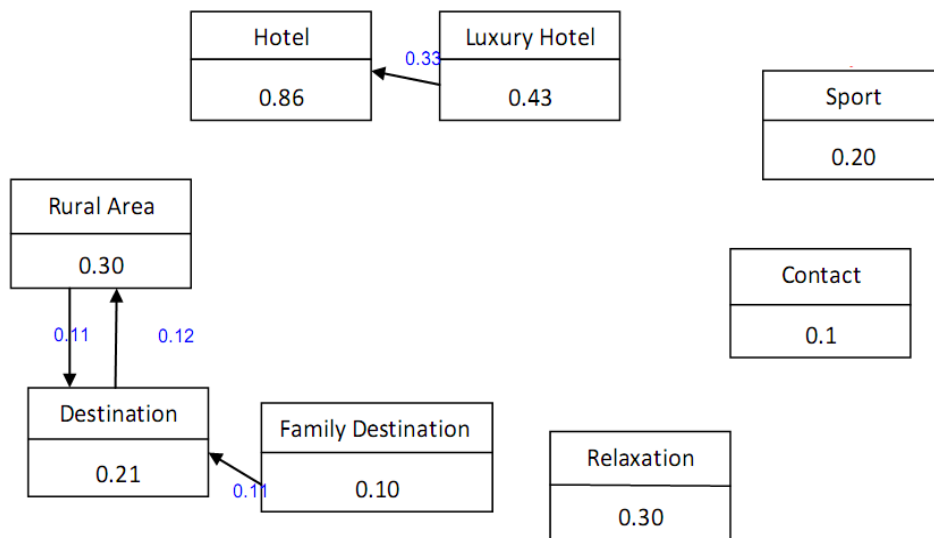 Hotel
0.86
0.33
Luxury Hotel
0.43
Sport
0.20
Rural Area
0.30
Contact
0.1
0.11
0.12
Destination
0.21
0.11
Family Destination
0.10
Relaxation
0.30